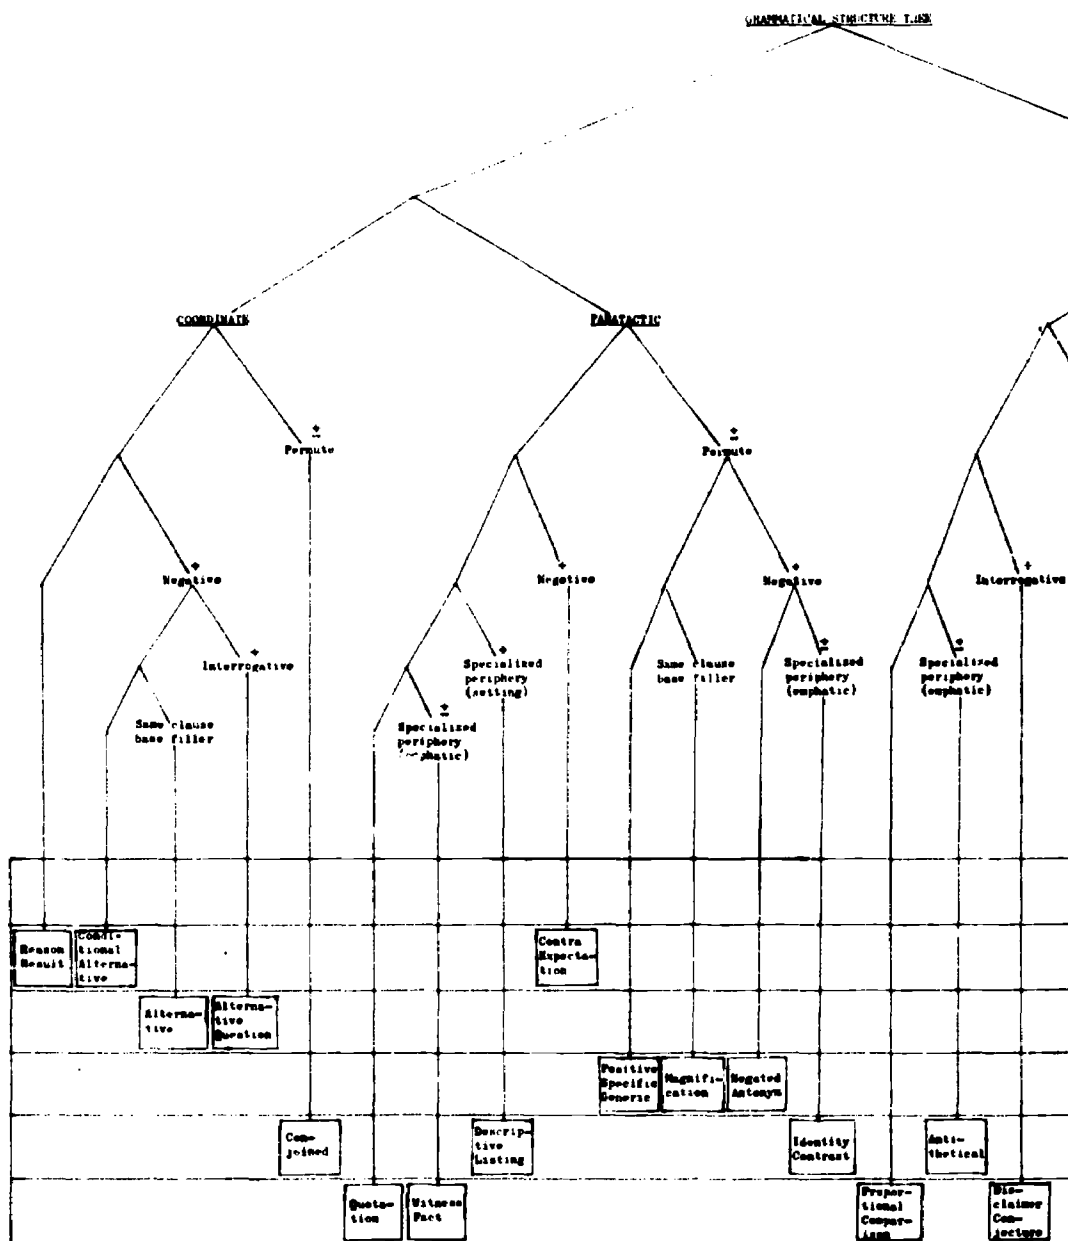 GRAMMATICAL STRUCTURE TREE
COORDINATE
PARATACTIC
±
Permute
±
Permute
+
Negative
+
Negative
+
Negative
+
Interrogative
+
Interrogative
+
Specialized
periphery
(setting)
Same clause
base filler
±
Specialized
periphery
(emphatic)
±
Specialized
periphery
(emphatic)
Same clause
base filler
±
Specialized
periphery
(emphatic)
Reason
Result
Condi-
tional
Alterna-
tive
Contra
Expecta-
tion
Alterna-
tive
Alterna-
tive
Question
Positive
Specific
Generic
Magnifi-
cation
Negated
Antonym
Con-
joined
Descrip-
tive
Listing
Identity
Contrast
Anti-
thetical
Quota-
tion
Witness
Fact
Propor-
tional
Compar-
ison
Dis-
claimer
Con-
jecture